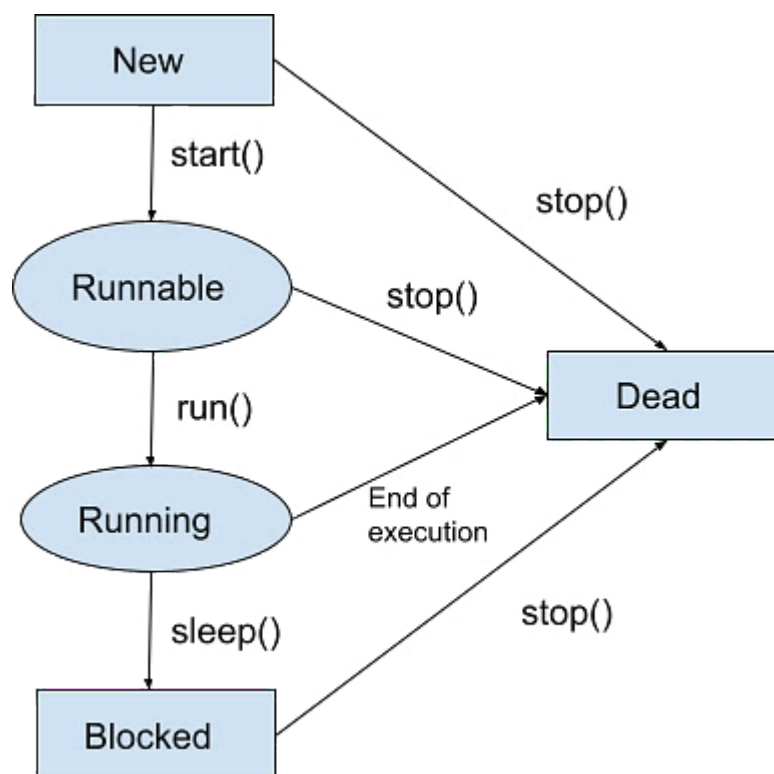 New
start()
stop()
Runnable
stop()
Dead
run()
Running
End of
execution
sleep()
stop()
Blocked